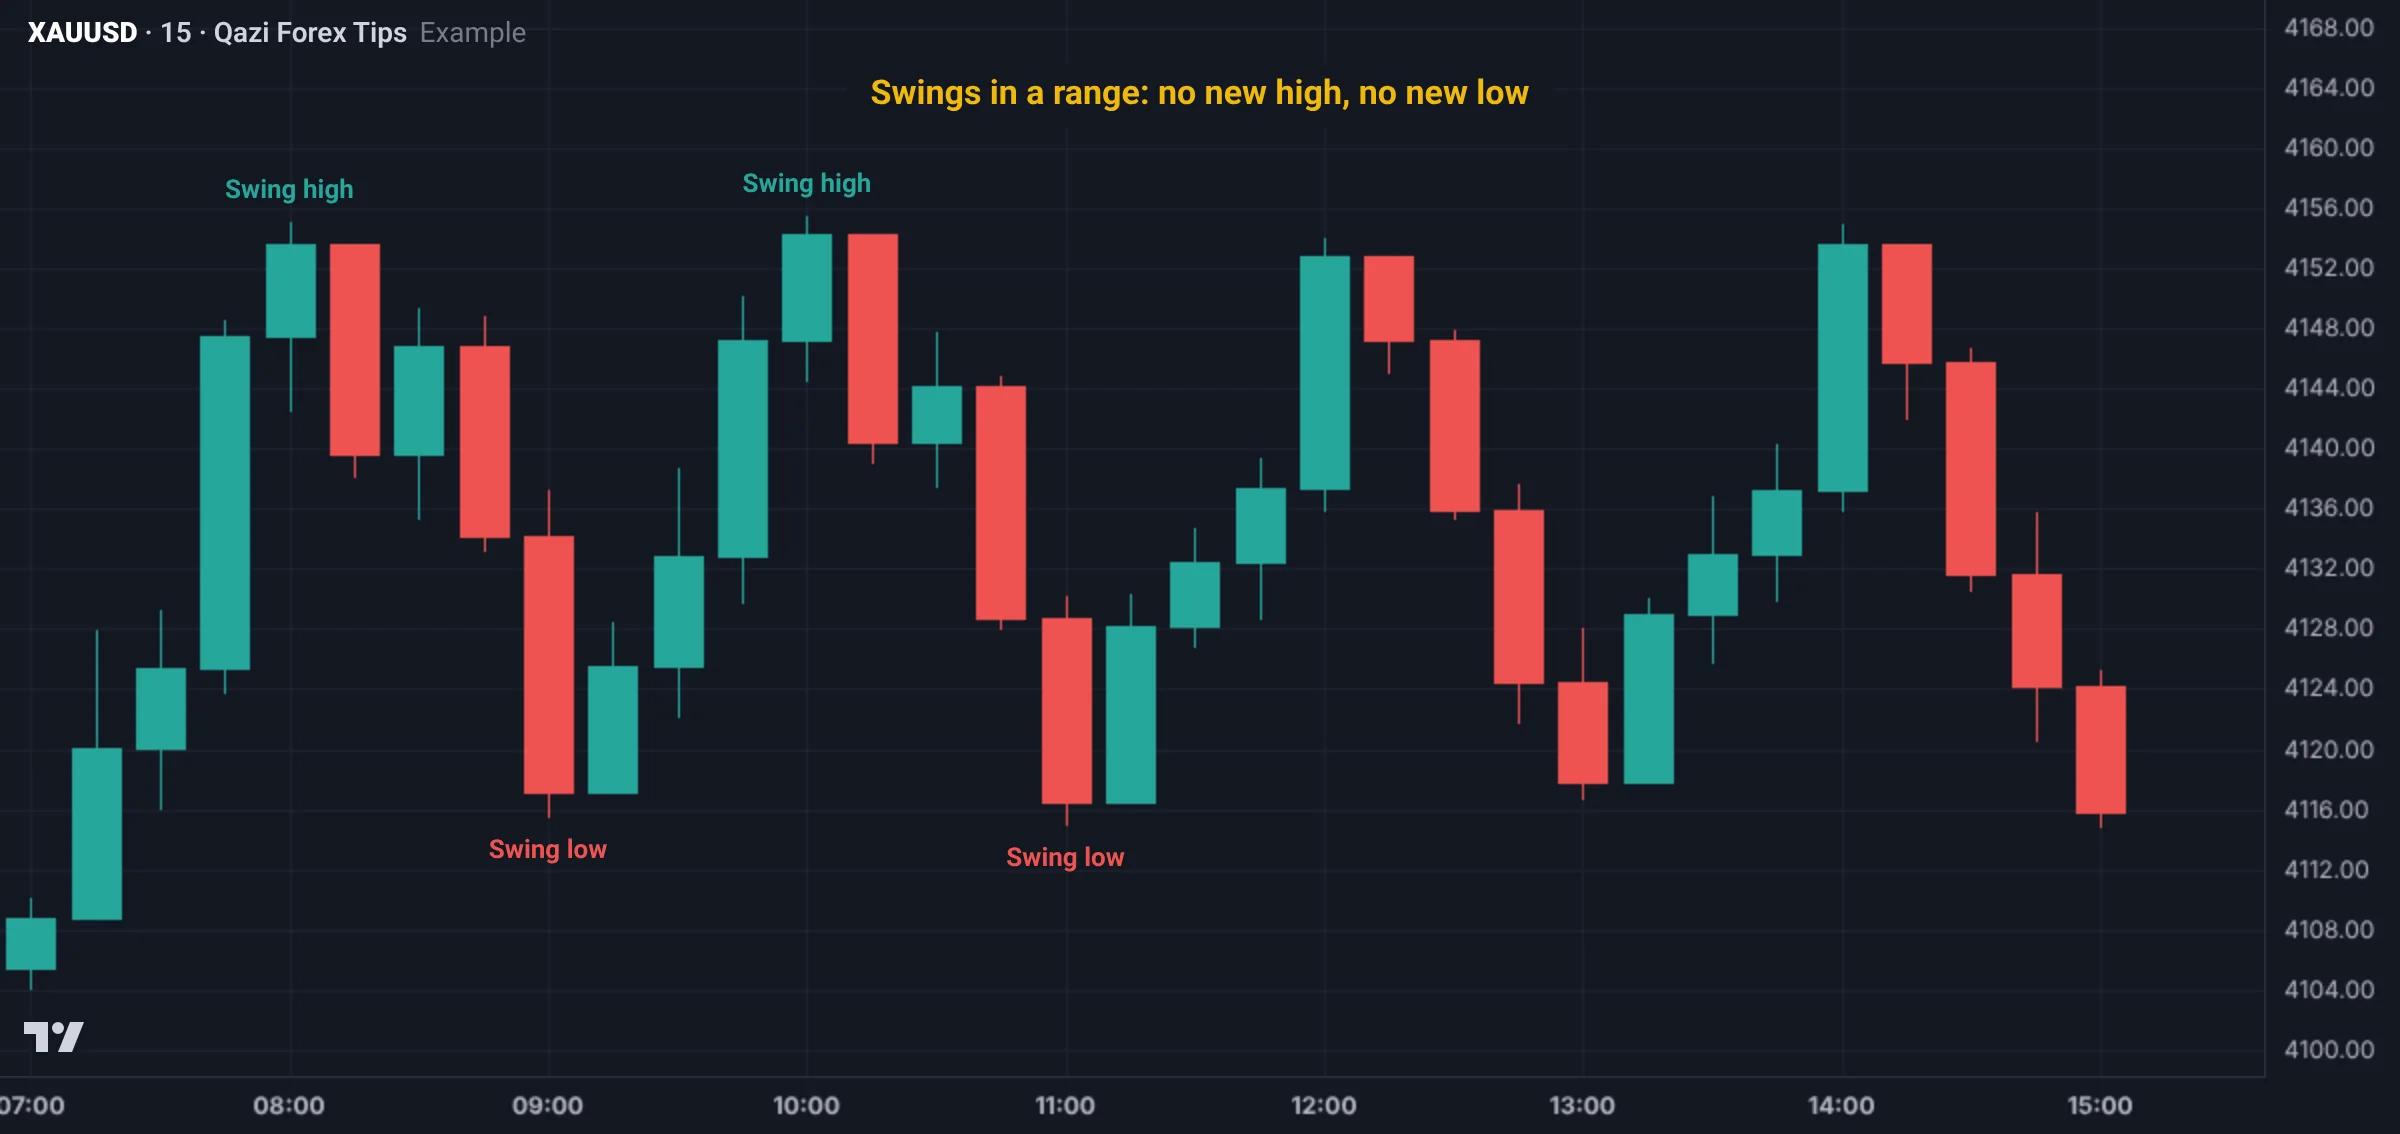 XAUUSD · 15 · Qazi Forex Tips Example
Swings in a range: no new high, no new low
Swing high
Swing high
Swing low
Swing low
4168.00
4164.00
4160.00
4156.00
4152.00
4148.00
4144.00
4140.00
4136.00
4132.00
4128.00
4124.00
4120.00
4116.00
4112.00
4108.00
4104.00
4100.00
07:00 08:00 09:00 10:00 11:00 12:00 13:00 14:00 15:00